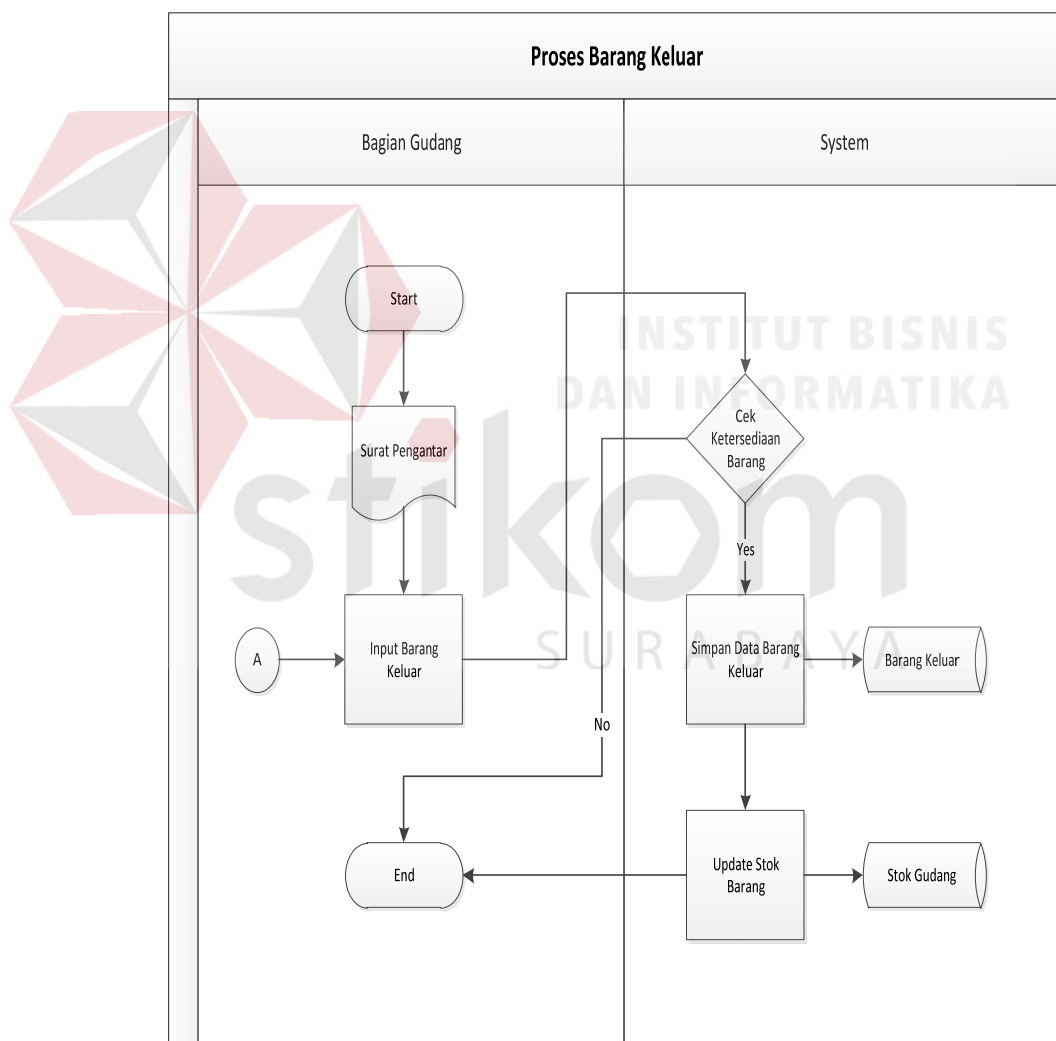 Proses Barang Keluar
Bagian Gudang
System
Start
INSTITUT BISNIS
DAN INFORMATIKA
Cek
Ketersediaan
Barang
Surat Pengantar
stikom
Yes
SURABAYA
A
Input Barang
Keluar
Simpan Data Barang
Keluar
Barang Keluar
No
End
Update Stok
Barang
Stok Gudang